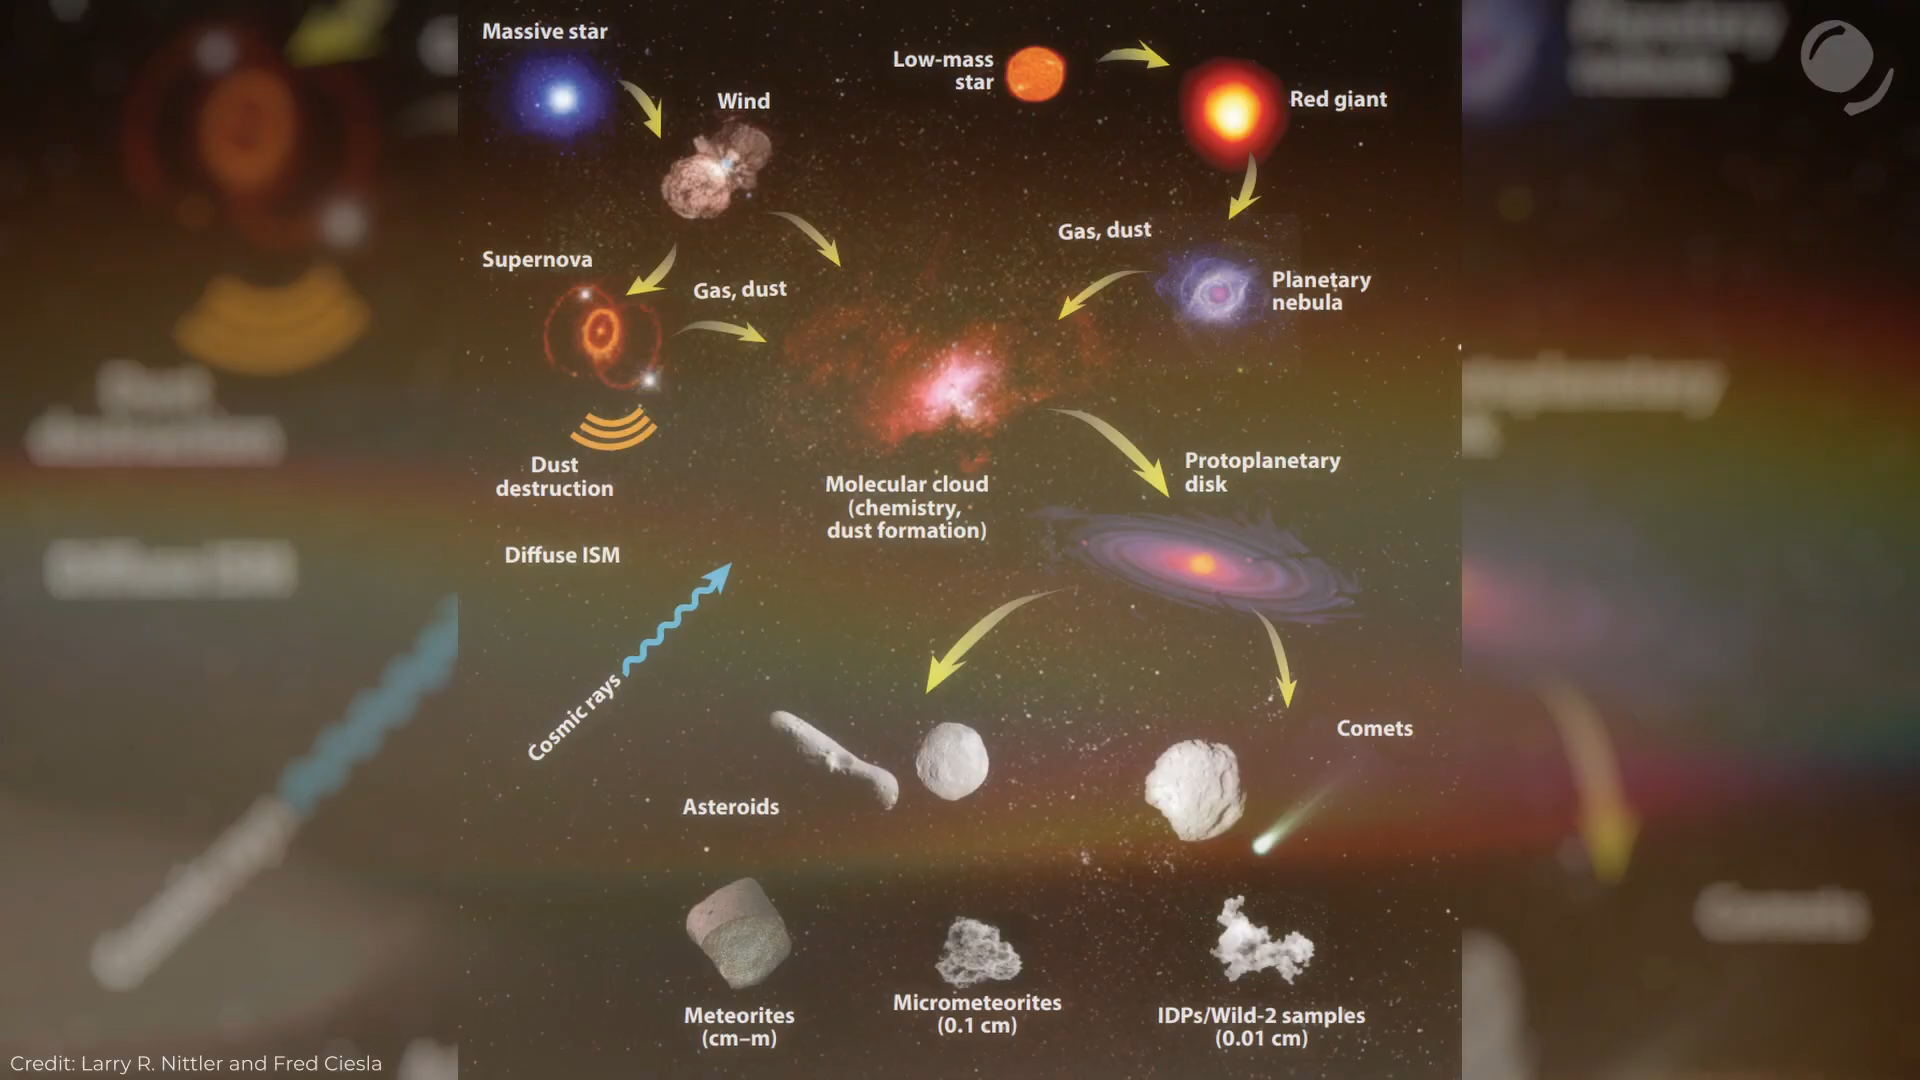 Massive star
Wind
Low-mass
star
Red giant
Supernova
Gas, dust
Gas, dust
Planetary
nebula
Dust
destruction
Molecular cloud
(chemistry,
dust formation)
Protoplanetary
disk
Diffuse ISM
Cosmic rays
Asteroids
Comets
Meteorites
(cm–m)
Micrometeorites
(0.1 cm)
IDPs/Wild-2 samples
(0.01 cm)
Credit: Larry R. Nittler and Fred Ciesla